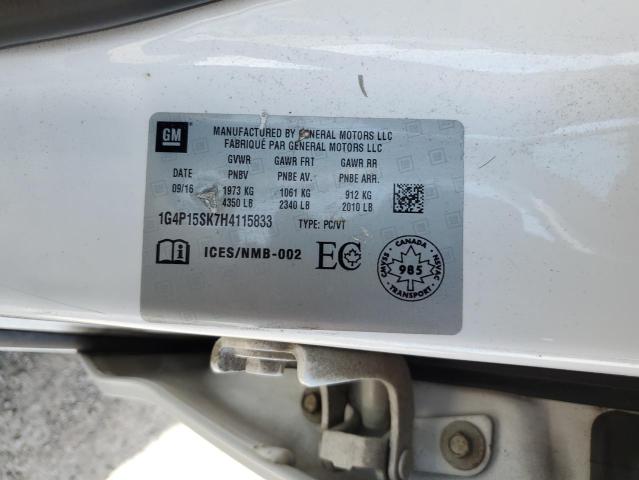 GM
MANUFACTURED BY GENERAL MOTORS LLC
FABRIQUÉ PAR GENERAL MOTORS LLC
GVWR GAWR FRT GAWR RR
DATE PNBV PNBE AV. PNBE ARR.
09/16 1973 KG 1061 KG 912 KG
4350 LB 2340 LB 2010 LB
1G4P15SK7H4115833 TYPE: PC/VT
ICES/NMB-002 EC
CANADA
CMVSS NSVAC
985
TRANSPORT